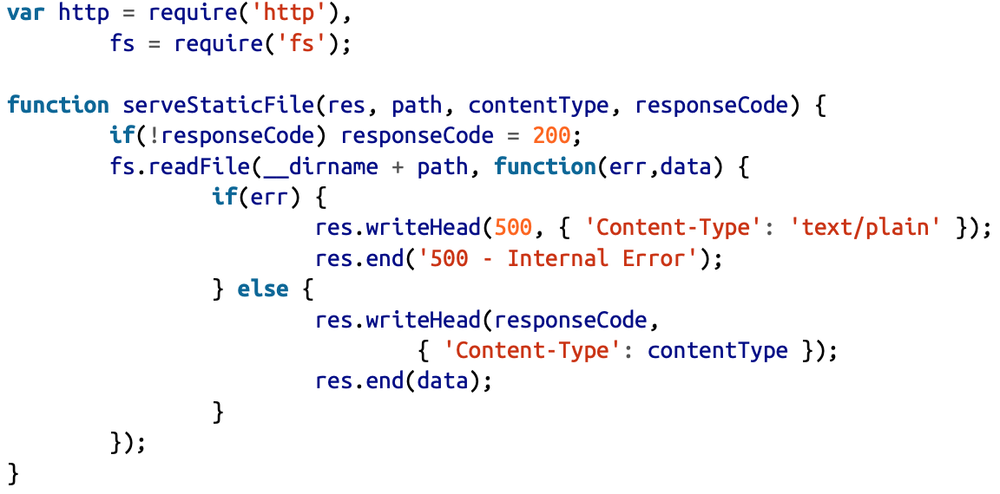 var http = require('http'),
        fs = require('fs');

function serveStaticFile(res, path, contentType, responseCode) {
        if(!responseCode) responseCode = 200;
        fs.readFile(__dirname + path, function(err,data) {
                if(err) {
                        res.writeHead(500, { 'Content-Type': 'text/plain' });
                        res.end('500 - Internal Error');
                } else {
                        res.writeHead(responseCode,
                                { 'Content-Type': contentType });
                        res.end(data);
                }
        });
}